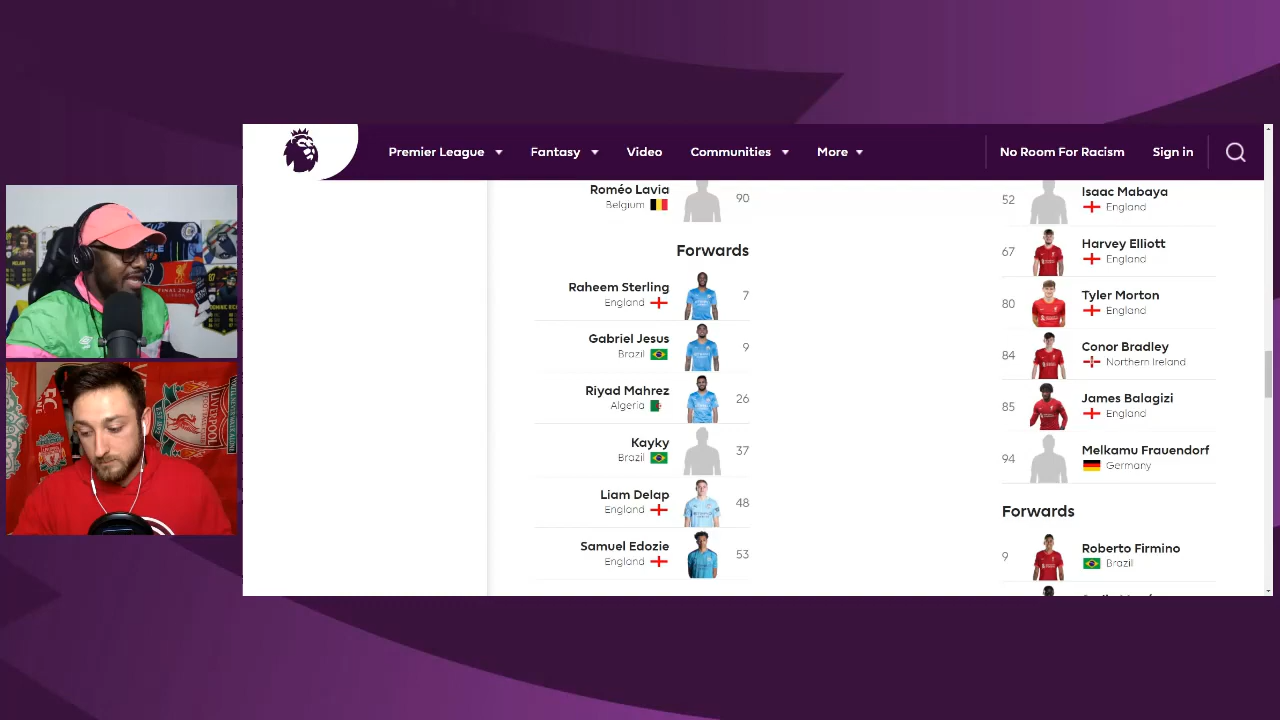 Premier League
Fantasy
Video
Communities
More
No Room For Racism
Sign in
Roméo Lavia
Belgium
90
Forwards
Raheem Sterling
England
7
Gabriel Jesus
Brazil
9
Riyad Mahrez
Algeria
26
Kayky
Brazil
37
Liam Delap
England
48
Samuel Edozie
England
53
52
Isaac Mabaya
England
67
Harvey Elliott
England
80
Tyler Morton
England
84
Conor Bradley
Northern Ireland
85
James Balagizi
England
94
Melkamu Frauendorf
Germany
Forwards
9
Roberto Firmino
Brazil
LIVERPOOL